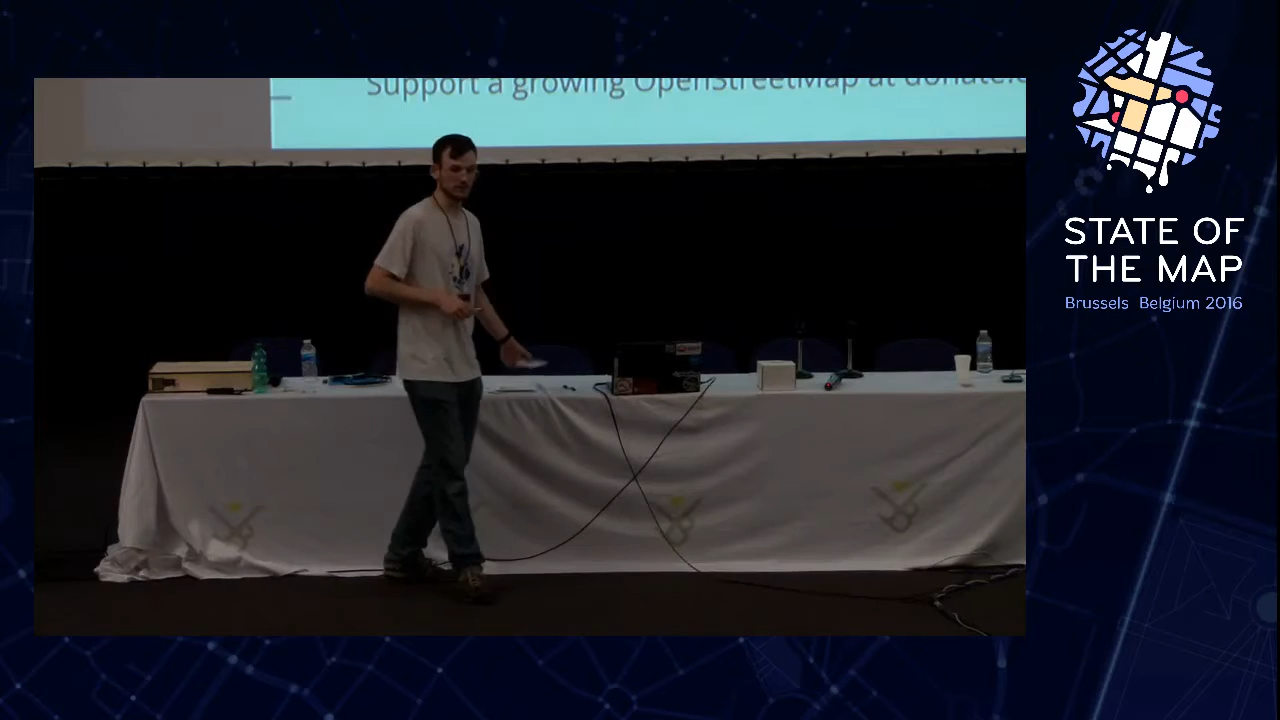 Support a growing OpenStreetMap at
STATE OF
THE MAP
Brussels Belgium 2016